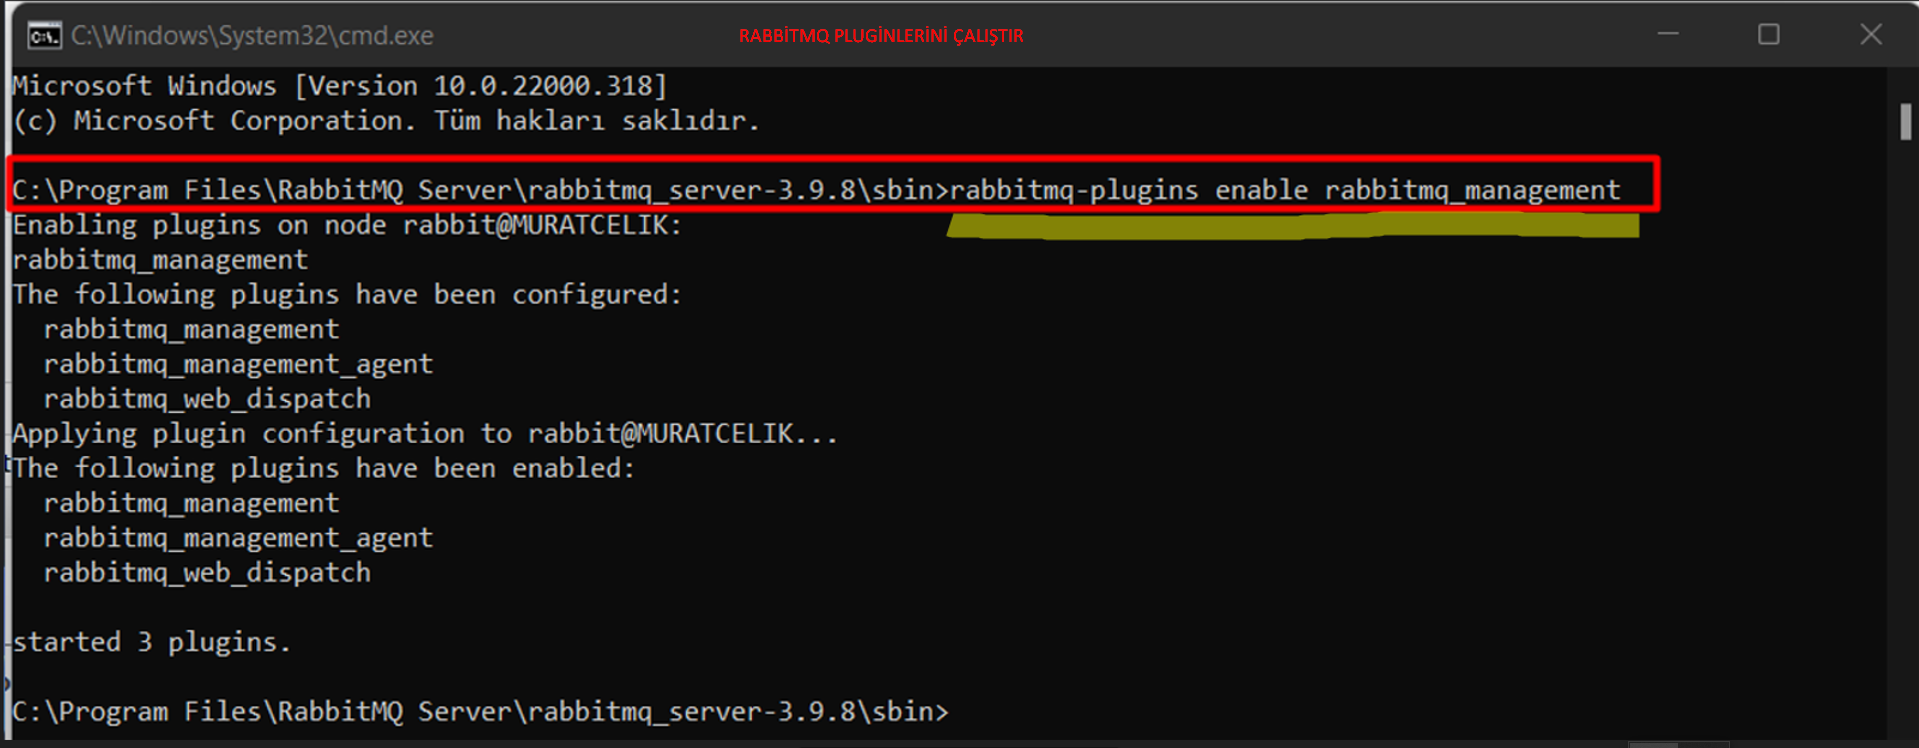 C:\Windows\System32\cmd.exe
RABBİTMQ PLUGİNLERİNİ ÇALIŞTIR
Microsoft Windows [Version 10.0.22000.318]
(c) Microsoft Corporation. Tüm hakları saklıdır.
C:\Program Files\RabbitMQ Server\rabbitmq_server-3.9.8\sbin>rabbitmq-plugins enable rabbitmq_management
Enabling plugins on node rabbit@MURATCELIK:
rabbitmq_management
The following plugins have been configured:
  rabbitmq_management
  rabbitmq_management_agent
  rabbitmq_web_dispatch
Applying plugin configuration to rabbit@MURATCELIK...
The following plugins have been enabled:
  rabbitmq_management
  rabbitmq_management_agent
  rabbitmq_web_dispatch
started 3 plugins.
C:\Program Files\RabbitMQ Server\rabbitmq_server-3.9.8\sbin>